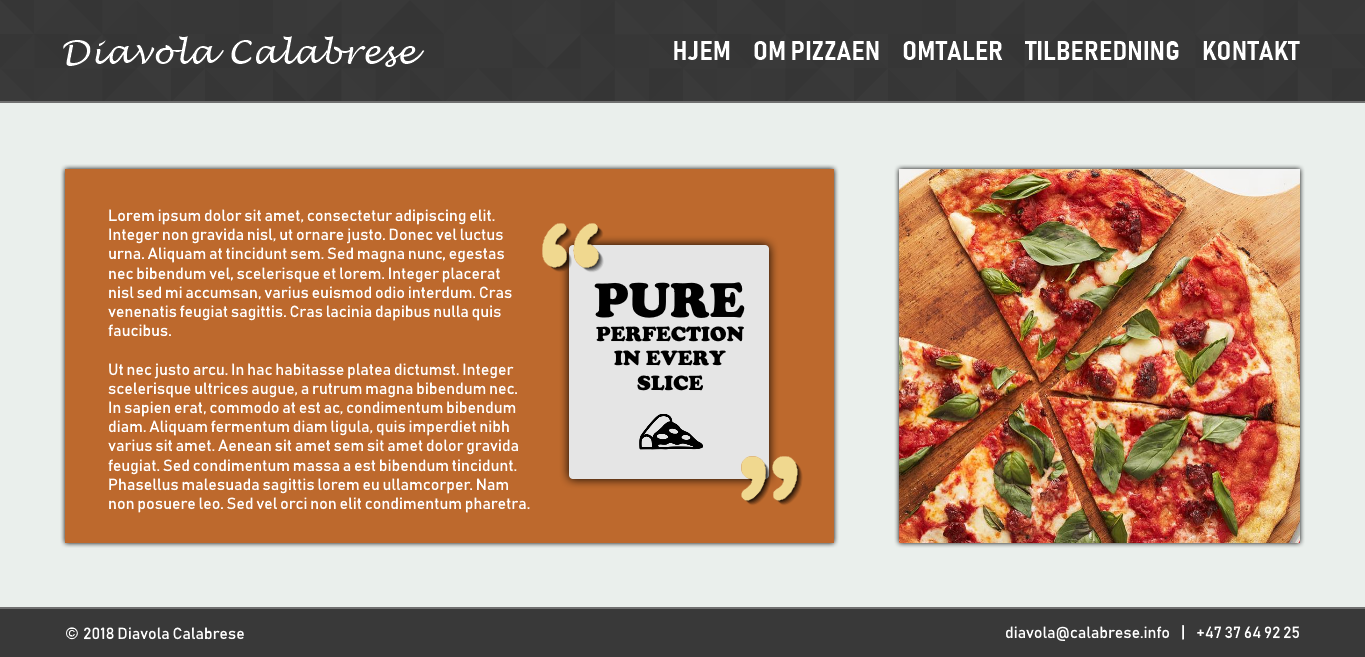 Diavola Calabrese
HJEM OM PIZZAEN OMTALER TILBEREDNING KONTAKT
Lorem ipsum dolor sit amet, consectetur adipiscing elit.
Integer non gravida nisl, ut ornare justo. Donec vel luctus
urna. Aliquam at tincidunt sem. Sed magna nunc, egestas
nec bibendum vel, scelerisque et lorem. Integer placerat
nisl sed mi accumsan, varius euismod odio interdum. Cras
venenatis feugiat sagittis. Cras lacinia dapibus nulla quis
faucibus.
Ut nec justo arcu. In hac habitasse platea dictumst. Integer
scelerisque ultrices augue, a rutrum magna bibendum nec.
In sapien erat, commodo at est ac, condimentum bibendum
diam. Aliquam fermentum diam ligula, quis imperdiet nibh
varius sit amet. Aenean sit amet sem sit amet dolor gravida
feugiat. Sed condimentum massa a est bibendum tincidunt.
Phasellus malesuada sagittis lorem eu ullamcorper. Nam
non posuere leo. Sed vel orci non elit condimentum pharetra.
“
PURE
PERFECTION
IN EVERY
SLICE
”
© 2018 Diavola Calabrese
diavola@calabrese.info | +47 37 64 92 25